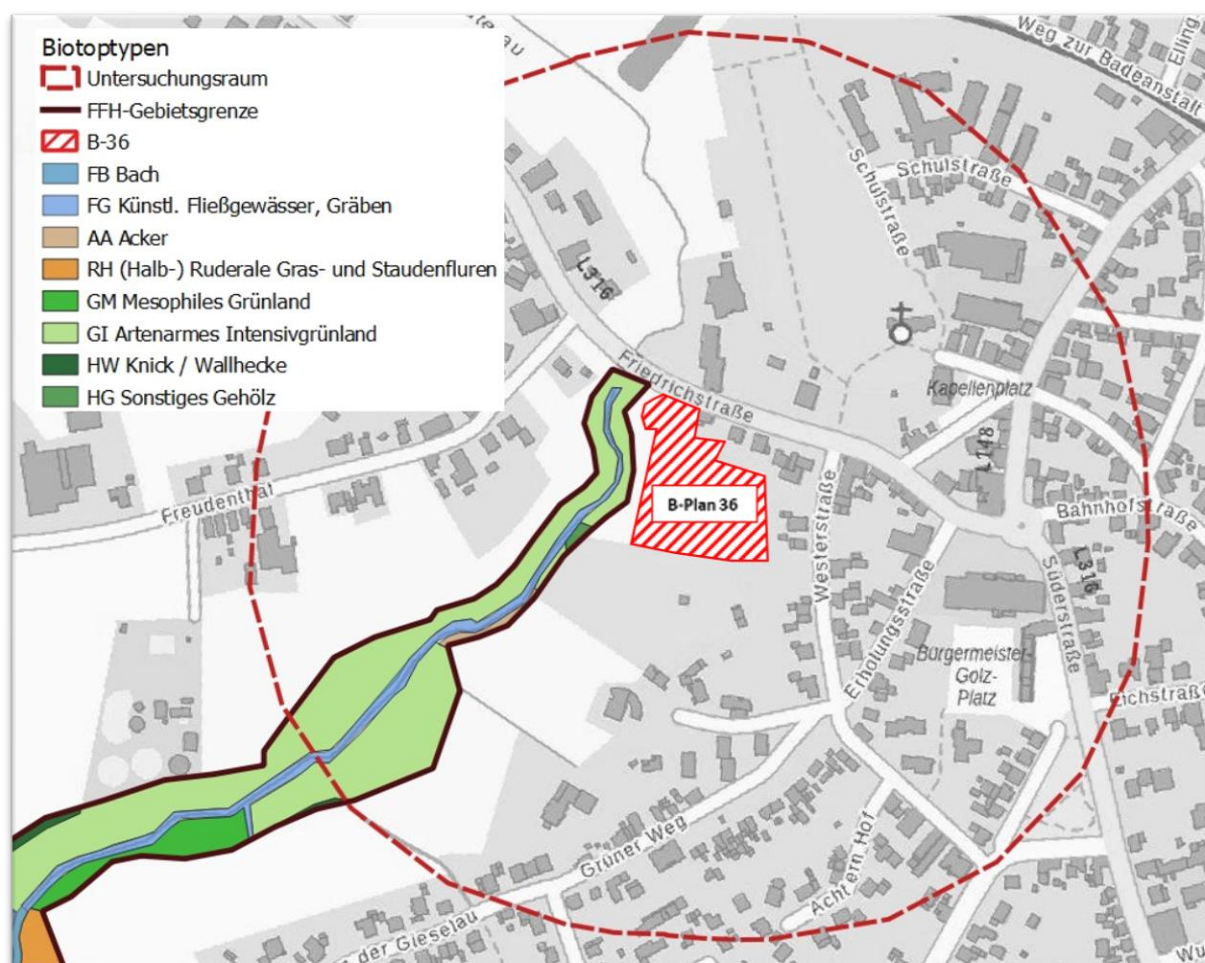 Biotoptypen
Untersuchungsraum
FFH-Gebietsgrenze
B-36
FB Bach
FG Künstl. Fließgewässer, Gräben
AA Acker
RH (Halb-) Ruderale Gras- und Staudenfluren
GM Mesophiles Grünland
GI Artenarmes Intensivgrünland
HW Knick / Wallhecke
HG Sonstiges Gehölz
Weg zur Badeanstalt
Elling
Schulstraße
Schulstraße
L316
Friedrichstraße
Kapellenplatz
L148
Freudenthal
B-Plan 36
Westerstraße
Bahnhofstraße
L316
Süderstraße
Erholungsstraße
Bürgermeister-
Golz-
Platz
Eichstraße
Grüner Weg
Achtern Hof
der Gieselau